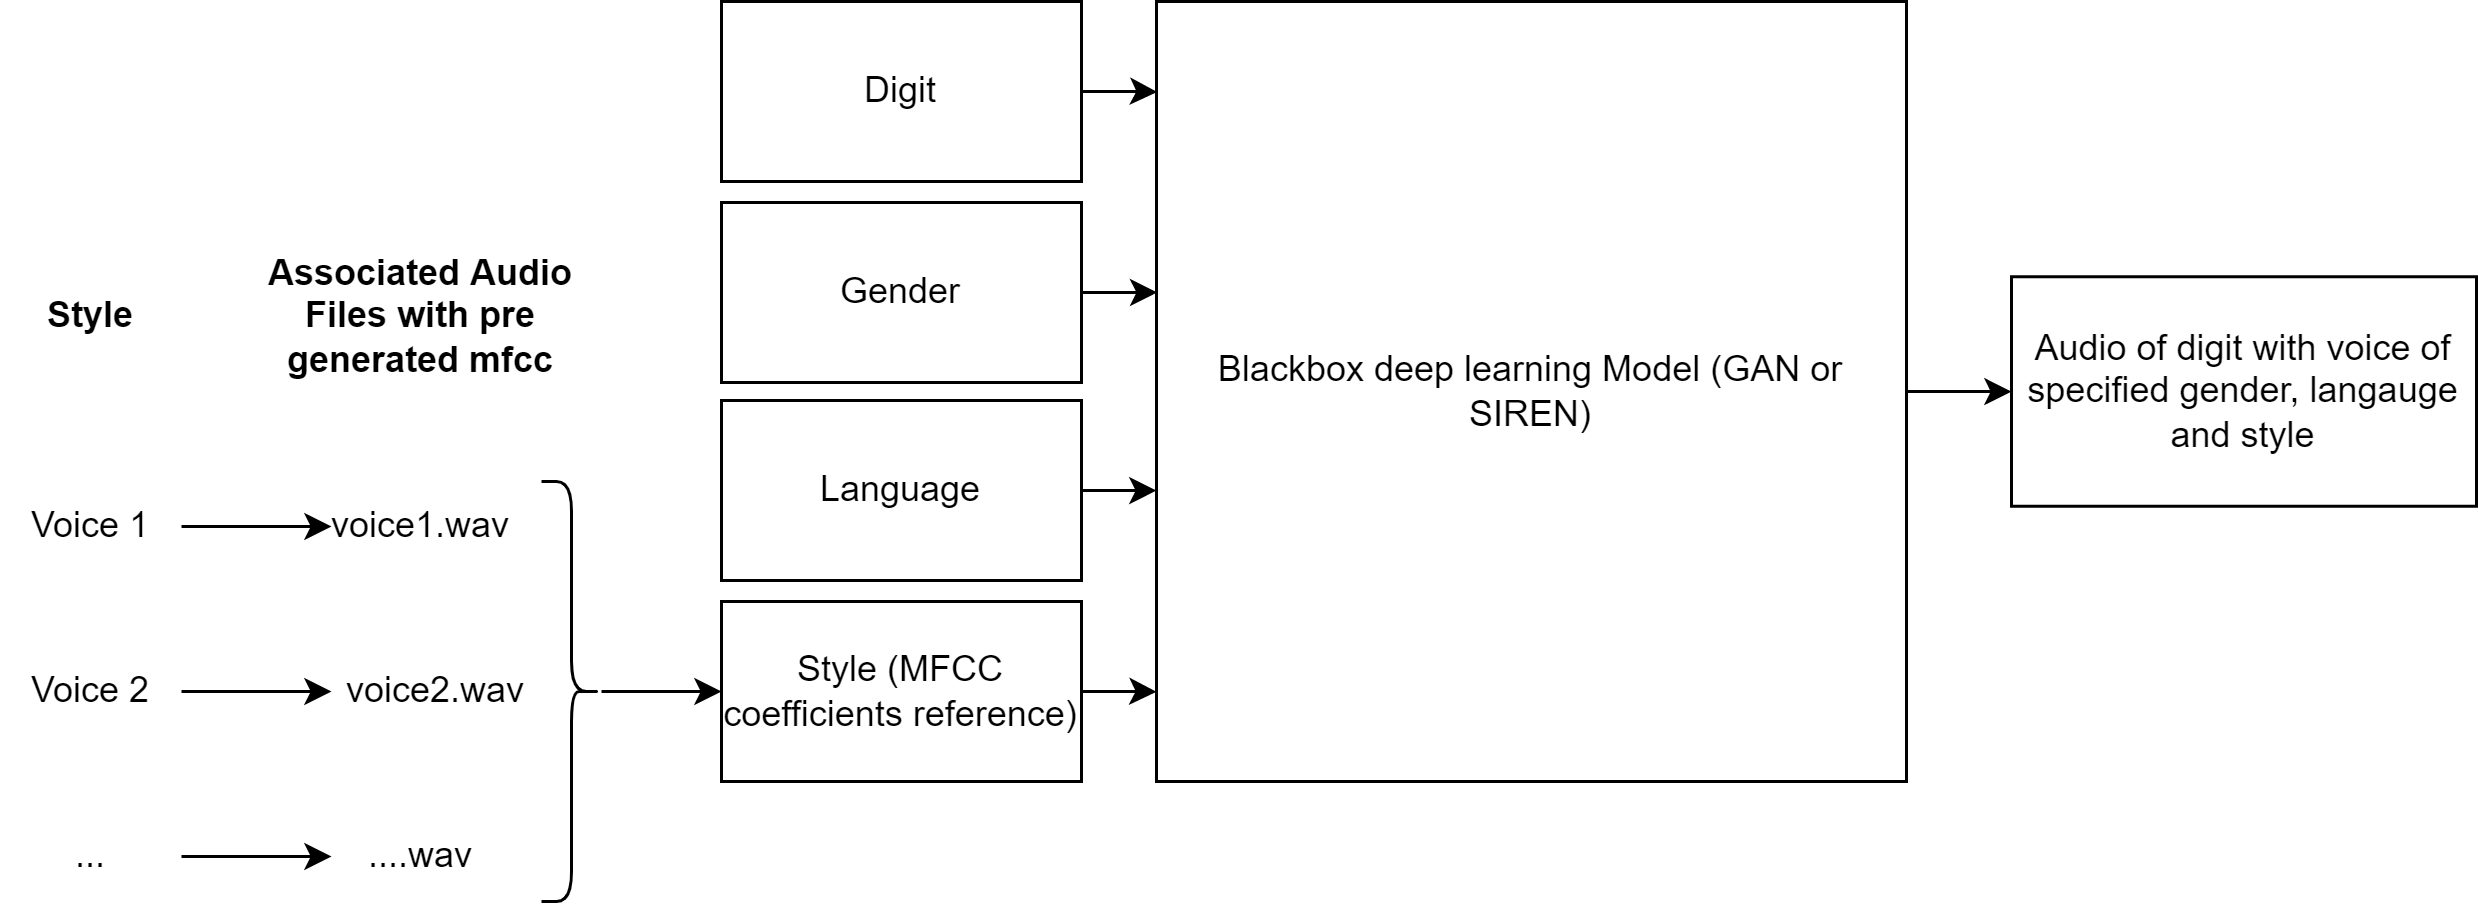 Style
Associated Audio
Files with pre
generated mfcc
Voice 1
voice1.wav
Voice 2
voice2.wav
...
....wav
Digit
Gender
Language
Style (MFCC
coefficients reference)
Blackbox deep learning Model (GAN or
SIREN)
Audio of digit with voice of
specified gender, langauge
and style